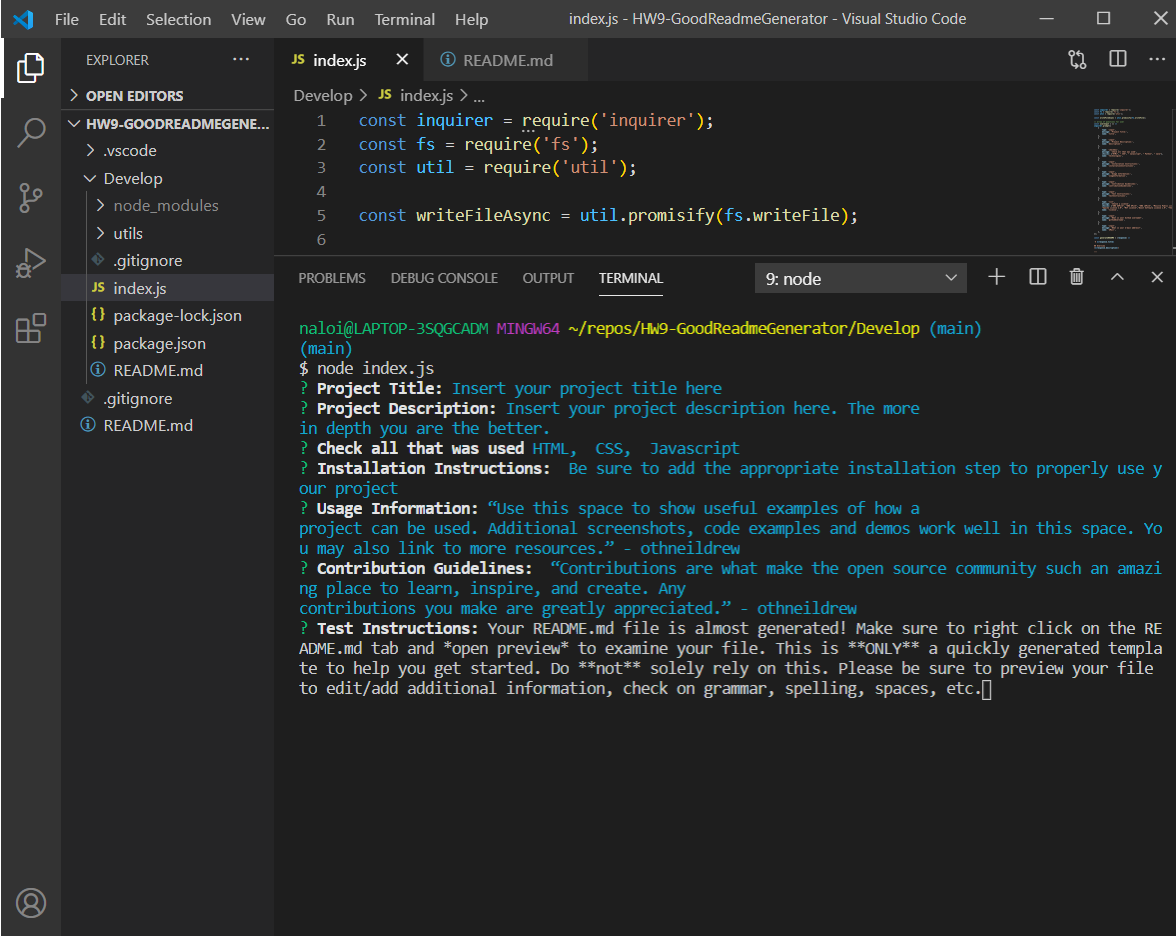 File Edit Selection View Go Run Terminal Help index.js - HW9-GoodReadmeGenerator - Visual Studio Code
EXPLORER ...
JS index.js README.md
OPEN EDITORS
HW9-GOODREADMEGENE...
.vscode
Develop
node_modules
utils
.gitignore
JS index.js
{} package-lock.json
{} package.json
README.md
.gitignore
README.md
Develop > JS index.js > ...
1 const inquirer = require('inquirer');
2 const fs = require('fs');
3 const util = require('util');
4
5 const writeFileAsync = util.promisify(fs.writeFile);
6
PROBLEMS DEBUG CONSOLE OUTPUT TERMINAL 9: node
naloi@LAPTOP-3SQGCADM MINGW64 ~/repos/HW9-GoodReadmeGenerator/Develop (main)
(main)
$ node index.js
? Project Title: Insert your project title here
? Project Description: Insert your project description here. The more
in depth you are the better.
? Check all that was used HTML, CSS, Javascript
? Installation Instructions: Be sure to add the appropriate installation step to properly use y
our project
? Usage Information: “Use this space to show useful examples of how a
project can be used. Additional screenshots, code examples and demos work well in this space. Yo
u may also link to more resources.” - othneildrew
? Contribution Guidelines: “Contributions are what make the open source community such an amazi
ng place to learn, inspire, and create. Any
contributions you make are greatly appreciated.” - othneildrew
? Test Instructions: Your README.md file is almost generated! Make sure to right click on the RE
ADME.md tab and *open preview* to examine your file. This is **ONLY** a quickly generated templa
te to help you get started. Do **not** solely rely on this. Please be sure to preview your file
to edit/add additional information, check on grammar, spelling, spaces, etc.